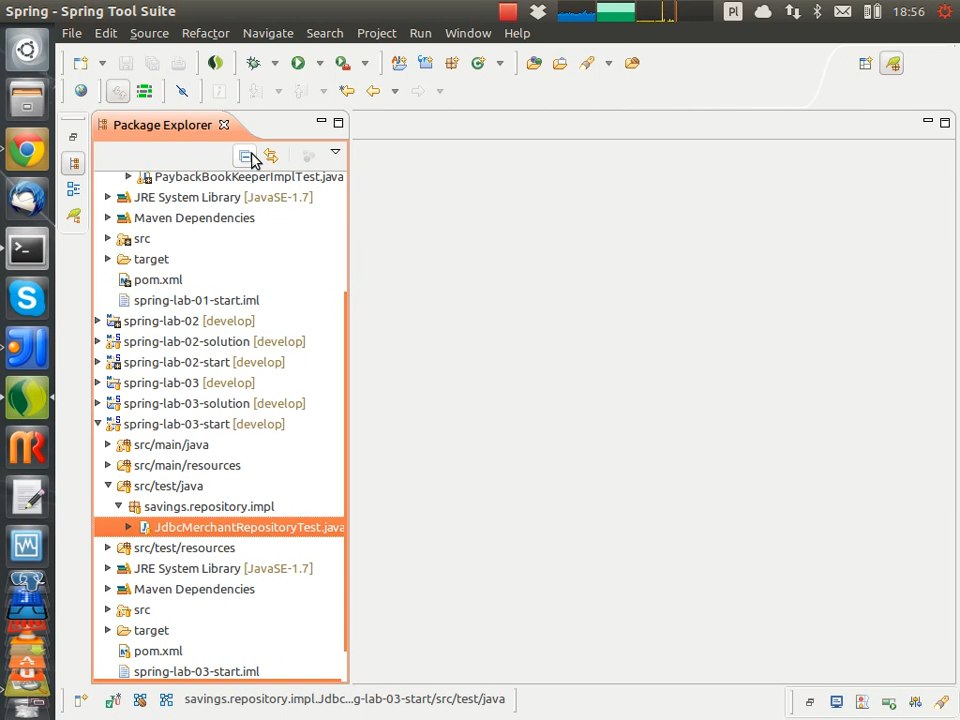 Spring - Spring Tool Suite
Pl
18:56
File Edit Source Refactor Navigate Search Project Run Window Help
Package Explorer
PaybackBookKeeperImplTest.java
JRE System Library [JavaSE-1.7]
Maven Dependencies
src
target
pom.xml
spring-lab-01-start.iml
spring-lab-02 [develop]
spring-lab-02-solution [develop]
spring-lab-02-start [develop]
spring-lab-03 [develop]
spring-lab-03-solution [develop]
spring-lab-03-start [develop]
src/main/java
src/main/resources
src/test/java
savings.repository.impl
JdbcMerchantRepositoryTest.java
src/test/resources
JRE System Library [JavaSE-1.7]
Maven Dependencies
src
target
pom.xml
spring-lab-03-start.iml
savings.repository.impl.Jdbc...g-lab-03-start/src/test/java